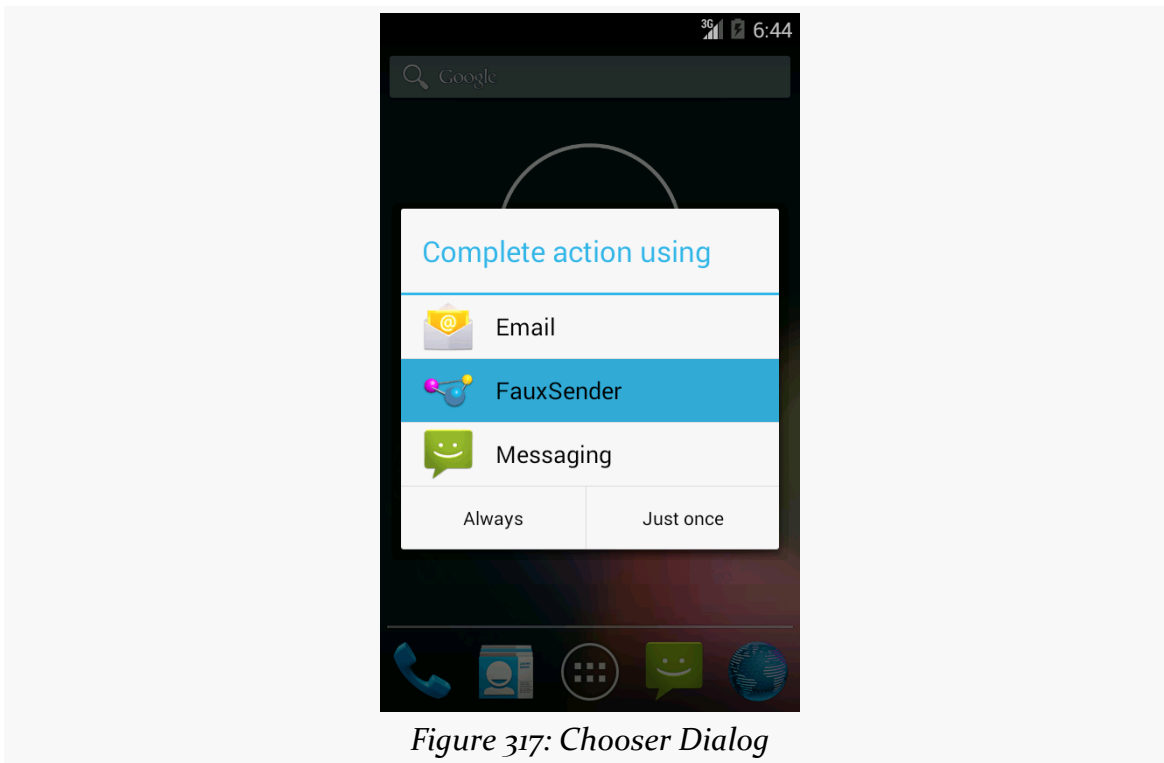 3G 6:44
Google
Complete action using
@ Email
FauxSender
Messaging
Always Just once
Figure 317: Chooser Dialog